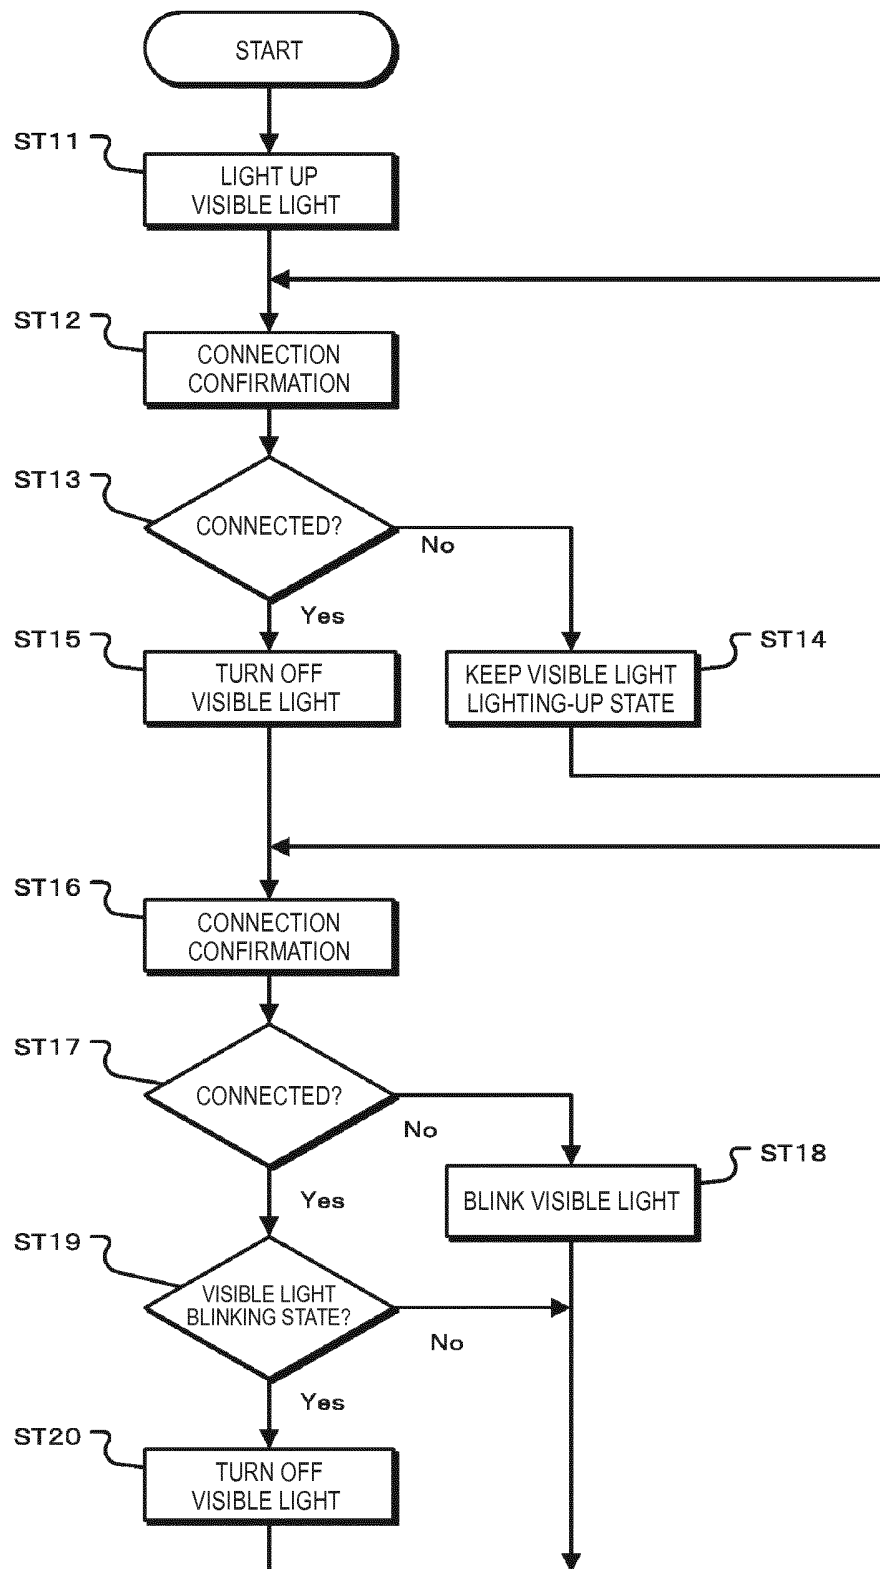 START
ST11
LIGHT UP
VISIBLE LIGHT
ST12
CONNECTION
CONFIRMATION
ST13
CONNECTED?
No
Yes
ST15
TURN OFF
VISIBLE LIGHT
ST14
KEEP VISIBLE LIGHT
LIGHTING-UP STATE
ST16
CONNECTION
CONFIRMATION
ST17
CONNECTED?
No
Yes
ST18
BLINK VISIBLE LIGHT
ST19
VISIBLE LIGHT
BLINKING STATE?
No
Yes
ST20
TURN OFF
VISIBLE LIGHT